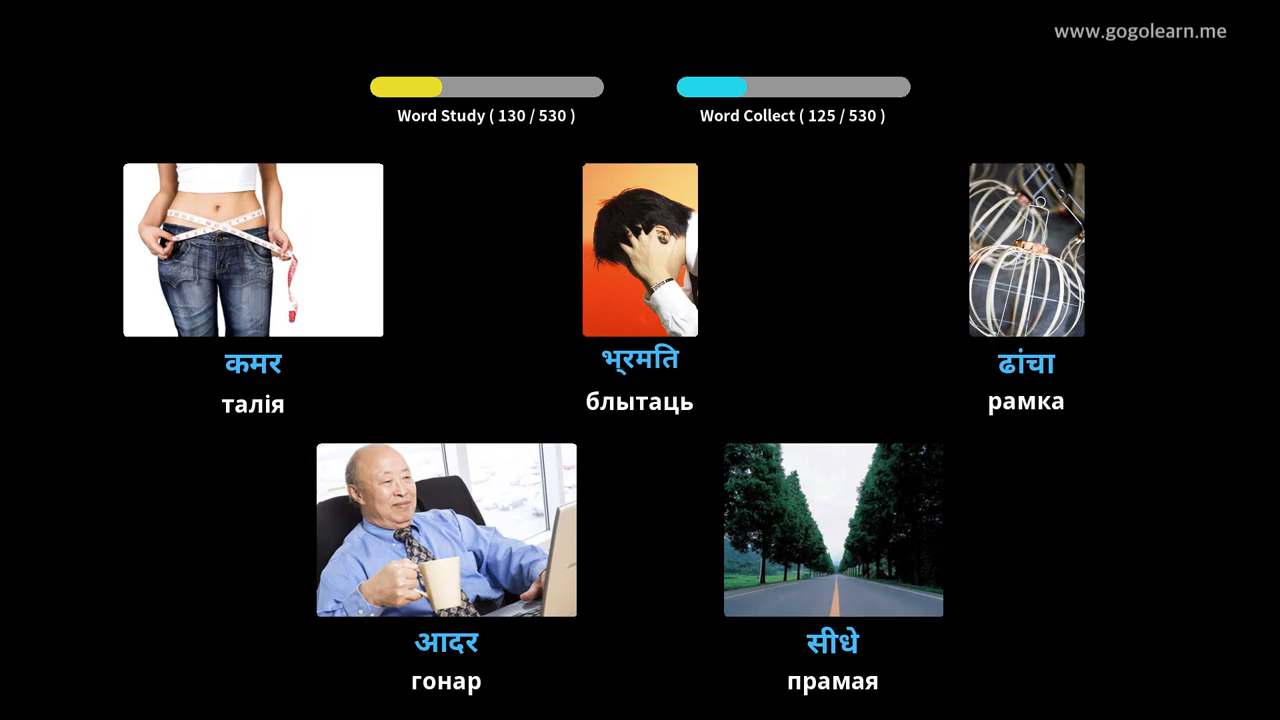 www.gogolearn.me
Word Study ( 130 / 530 )
Word Collect ( 125 / 530 )
कमर
талія
भ्रमति
блытаць
ढांचा
рамка
आदर
гонар
सीधे
прамая